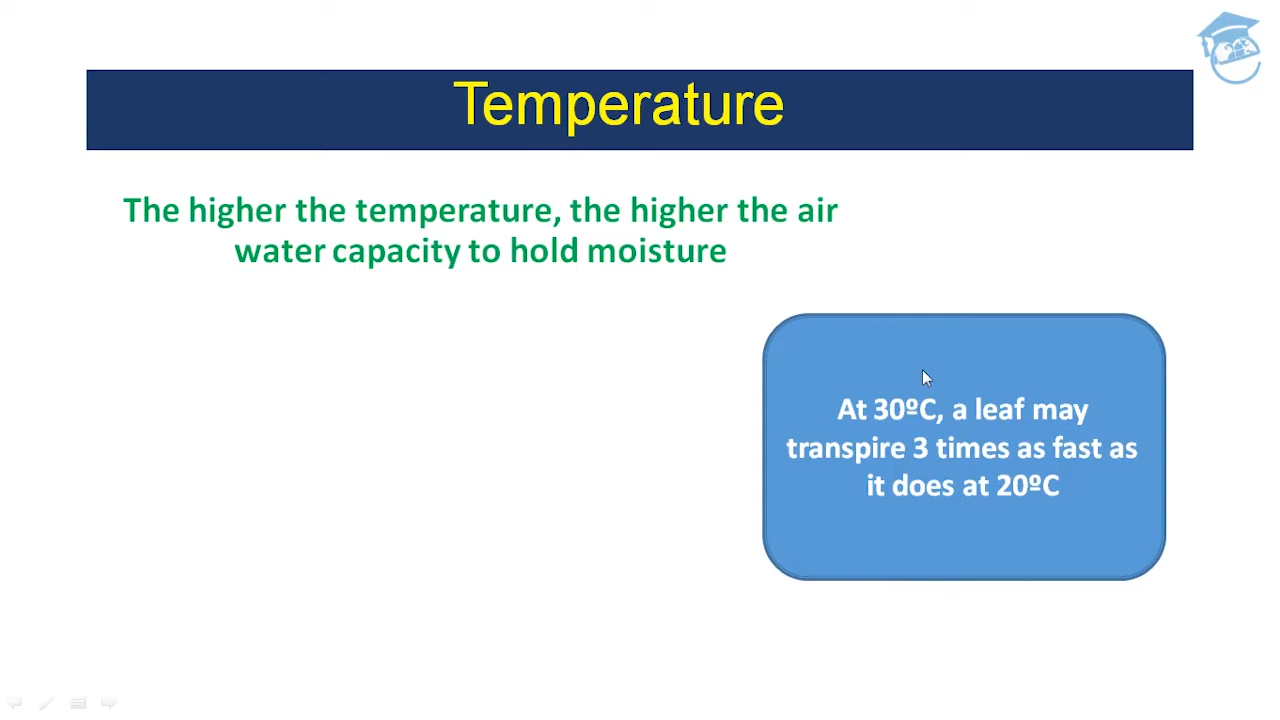 Temperature
The higher the temperature, the higher the air
water capacity to hold moisture
At 30ºC, a leaf may
transpire 3 times as fast as
it does at 20ºC